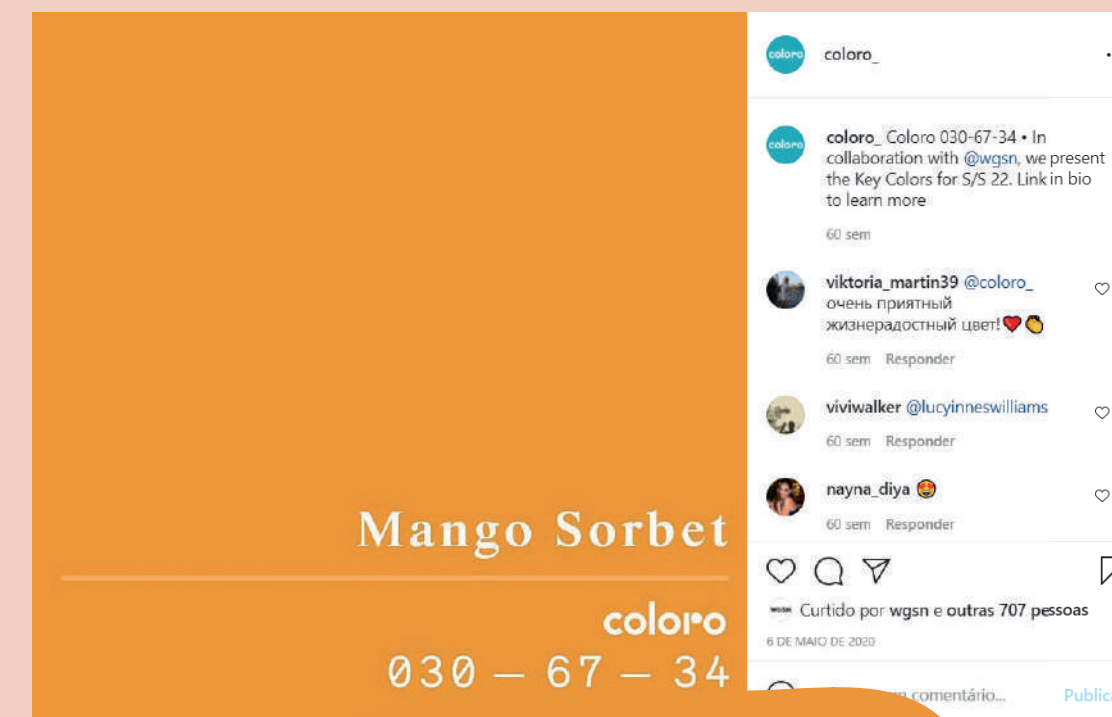 Mango Sorbet
coloro
030 — 67 — 34
coloro
coloro_
coloro
coloro_ Coloro 030-67-34 • In
collaboration with @wgsn, we present
the Key Colors for S/S 22. Link in bio
to learn more
60 sem
viktoria_martin39 @coloro_
очень приятный
жизнерадостный цвет!❤️👏
60 sem Responder
viviwalker @lucyinneswilliams
60 sem Responder
nayna_diya 😍
60 sem Responder
WGSN Curtido por wgsn e outras 707 pessoas
6 DE MAIO DE 2020
comentário...